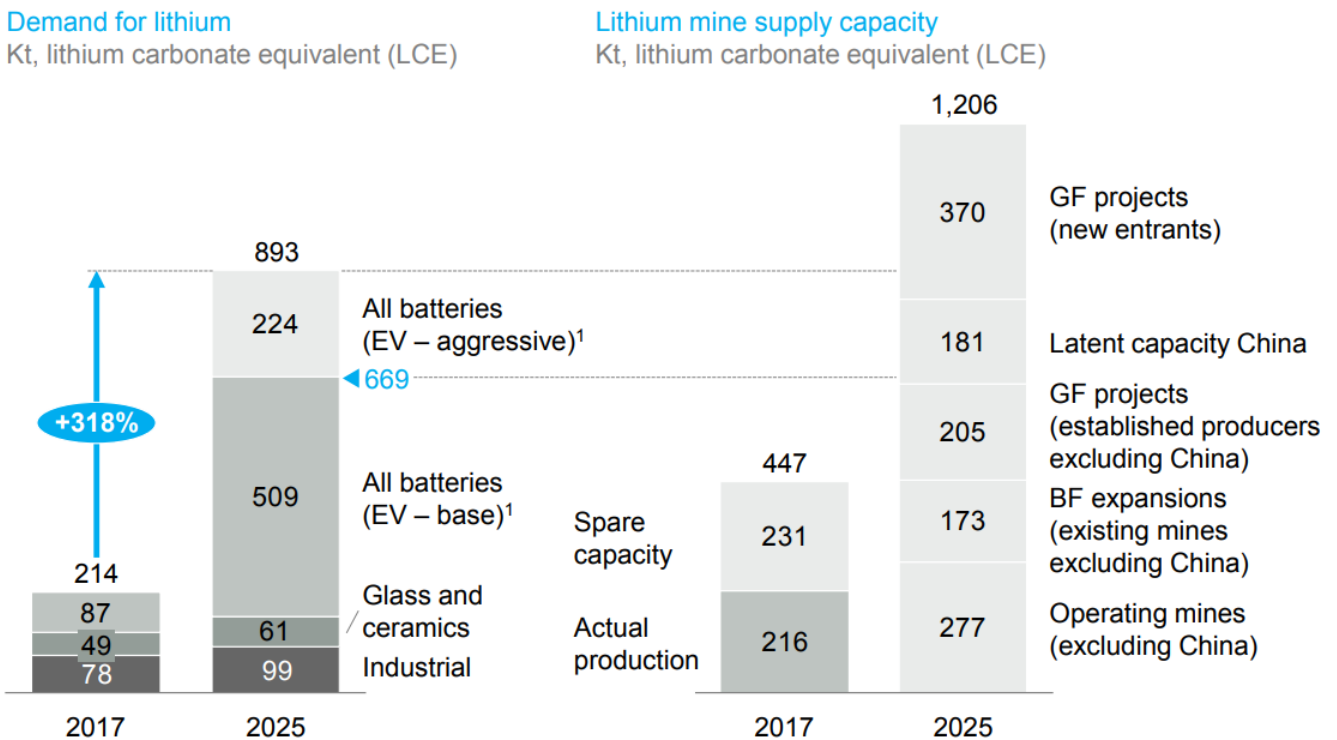 Demand for lithium
Kt, lithium carbonate equivalent (LCE)
+318%
214
87
49
78
2017
893
224
509
61
99
2025
All batteries
(EV – aggressive)¹
669
All batteries
(EV – base)¹
Glass and
ceramics
Industrial
Lithium mine supply capacity
Kt, lithium carbonate equivalent (LCE)
Spare
capacity
Actual
production
447
231
216
2017
1,206
370
181
205
173
277
2025
GF projects
(new entrants)
Latent capacity China
GF projects
(established producers
excluding China)
BF expansions
(existing mines
excluding China)
Operating mines
(excluding China)